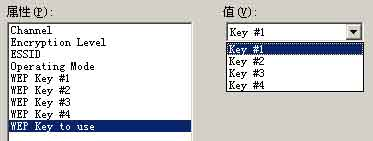 属性(P):
Channel
Encryption Level
ESSID
Operating Mode
WEP Key #1
WEP Key #2
WEP Key #3
WEP Key #4
WEP Key to use
值(V):
Key #1
Key #1
Key #2
Key #3
Key #4